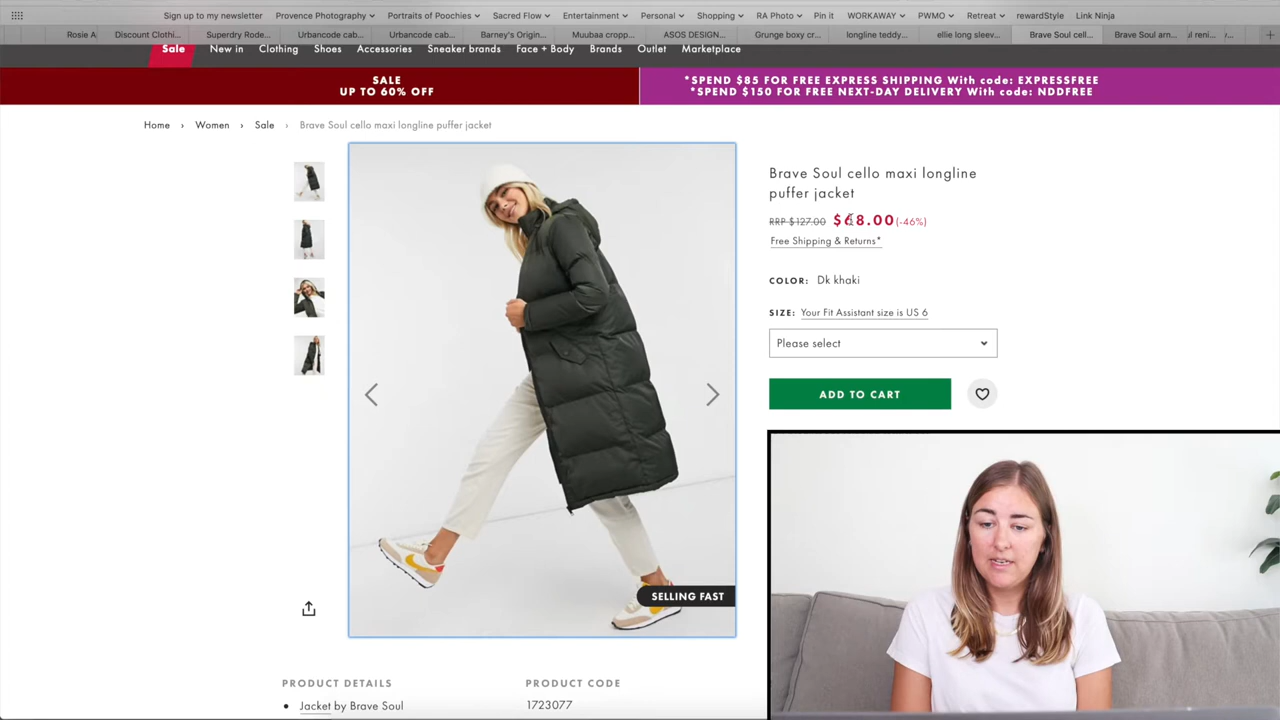 Sign up to my newsletter Provence Photography Portraits of Poochies Sacred Flow Entertainment Personal Shopping RA Photo Pin it WORKAWAY PWMO Retreat rewardStyle Link Ninja
Rosie A Discount Clothi... Superdry Rode... Urbancode cab... Urbancode cab... Barney's Origin... Muubaa cropp... ASOS DESIGN... Grunge boxy cr... longline teddy... ellie long sleev... Brave Soul cell... Brave Soul arn...
Sale New in Clothing Shoes Accessories Sneaker brands Face + Body Brands Outlet Marketplace
SALE
UP TO 60% OFF
*SPEND $85 FOR FREE EXPRESS SHIPPING With code: EXPRESSFREE
*SPEND $150 FOR FREE NEXT-DAY DELIVERY With code: NDDFREE
Home › Women › Sale › Brave Soul cello maxi longline puffer jacket
Brave Soul cello maxi longline
puffer jacket
RRP $127.00 $68.00 (-46%)
Free Shipping & Returns*
COLOR: Dk khaki
SIZE: Your Fit Assistant size is US 6
Please select
ADD TO CART
SELLING FAST
PRODUCT DETAILS
• Jacket by Brave Soul
PRODUCT CODE
1723077